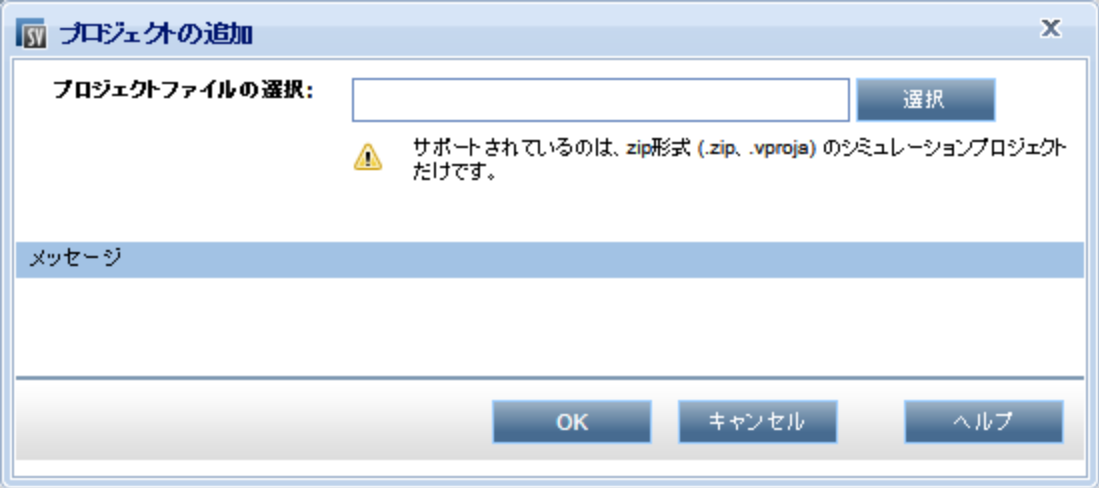 SV プロジェクトの追加 X
プロジェクトファイルの選択: 選択
サポートされているのは、zip形式 (.zip、.vproja) のシミュレーションプロジェクト
だけです。
メッセージ
OK キャンセル ヘルプ